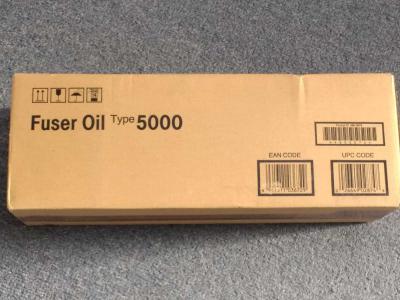 Fuser Oil Type 5000
EAN CODE
UPC CODE